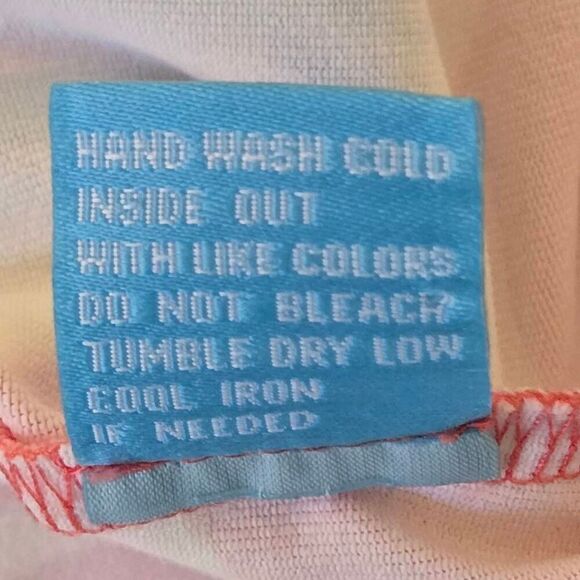 HAND WASH COLD
INSIDE OUT
WITH LIKE COLORS
DO NOT BLEACH
TUMBLE DRY LOW
COOL IRON
IF NEEDED